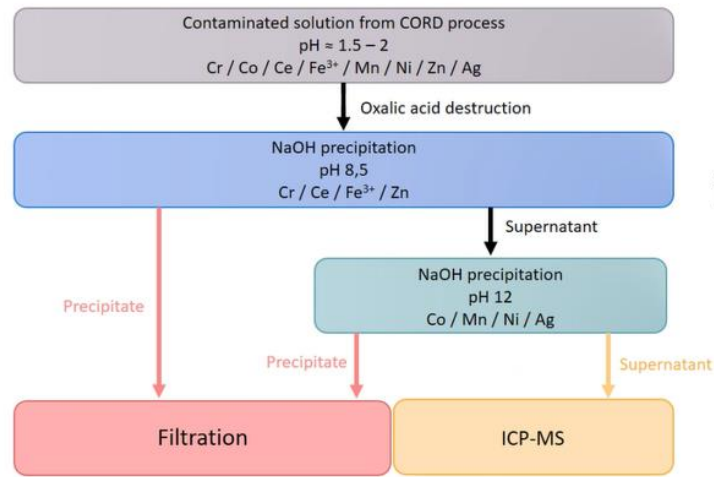 Contaminated solution from CORD process
pH ≈ 1.5 – 2
Cr / Co / Ce / Fe³⁺ / Mn / Ni / Zn / Ag
Oxalic acid destruction
NaOH precipitation
pH 8,5
Cr / Ce / Fe³⁺ / Zn
Supernatant
NaOH precipitation
pH 12
Co / Mn / Ni / Ag
Precipitate
Precipitate
Supernatant
Filtration
ICP-MS